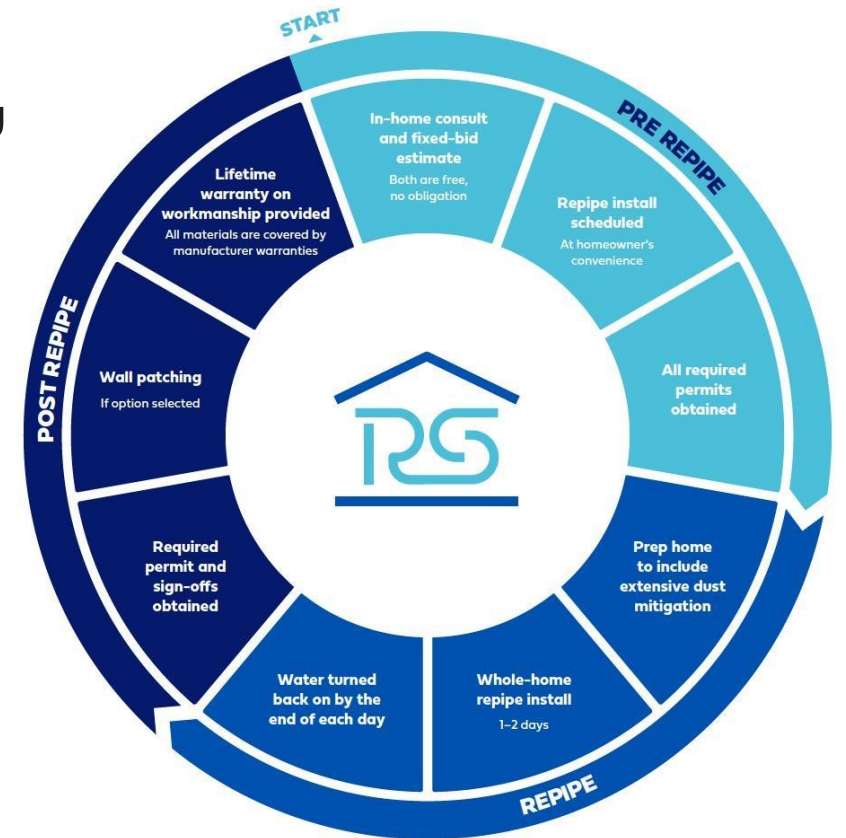 START
PRE REPIPE
In-home consult
and fixed-bid
estimate
Both are free,
no obligation
Repipe install
scheduled
At homeowner's
convenience
All required
permits
obtained
REPIPE
Prep home
to include
extensive dust
mitigation
Whole-home
repipe install
1–2 days
Water turned
back on by the
end of each day
POST REPIPE
Required
permit and
sign-offs
obtained
Wall patching
If option selected
Lifetime
warranty on
workmanship provided
All materials are covered by
manufacturer warranties
RS